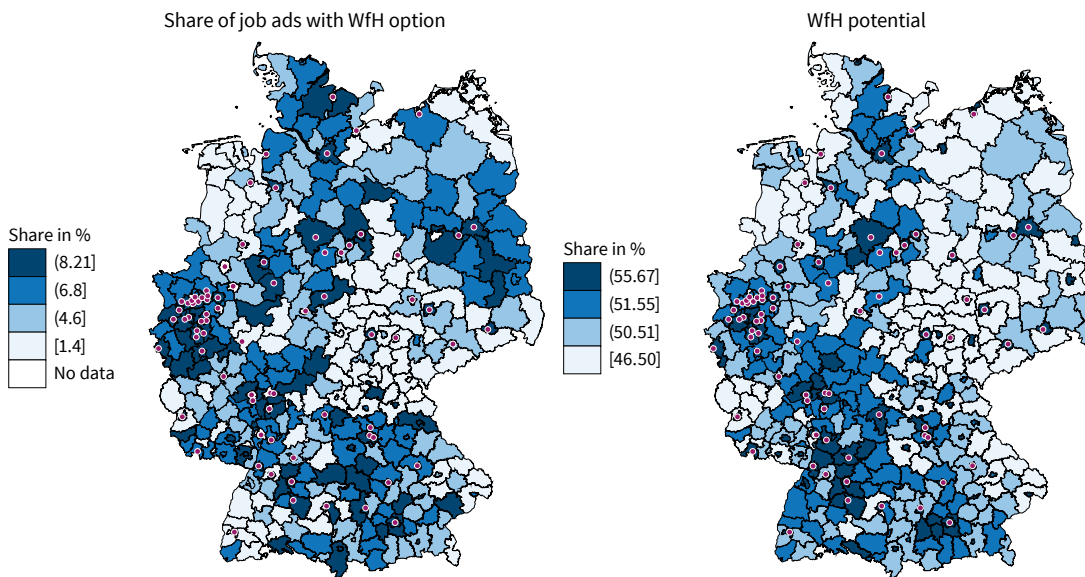 Share of job ads with WfH option
WfH potential
Share in %
(8.21]
(6.8]
(4.6]
[1.4)
No data
Share in %
(55.67]
(51.55]
(50.51]
[46.50]